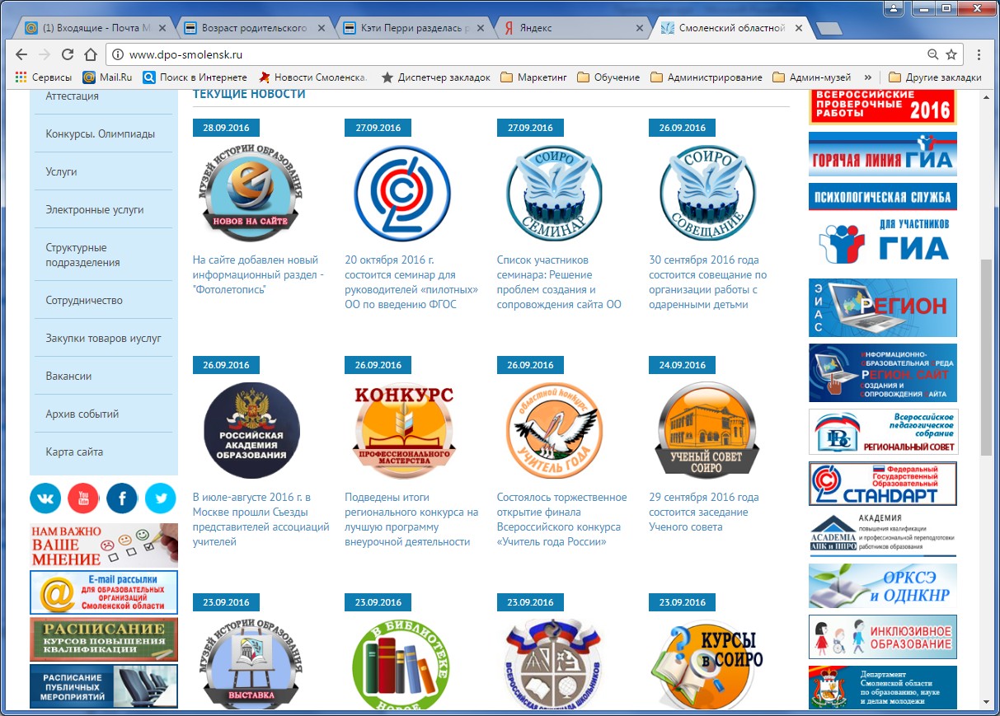 (1) Входящие - Почта M
Возраст родительского
Кэти Перри разделась р
Яндекс
Смоленский областной
www.dpo-smolensk.ru
Сервисы
Mail.Ru
Поиск в Интернете
Новости Смоленска.
Диспетчер закладок
Маркетинг
Обучение
Администрирование
Админ-музей
»
Другие закладки
Аттестация
Конкурсы. Олимпиады
Услуги
Электронные услуги
Структурные
подразделения
Сотрудничество
Закупки товаров иуслуг
Вакансии
Архив событий
Карта сайта
You
Tube
НАМ ВАЖНО
ВАШЕ
МНЕНИЕ
E-mail рассылки
для образовательных
организаций
Смоленской области
РАСПИСАНИЕ
КУРСОВ ПОВЫШЕНИЯ
КВАЛИФИКАЦИИ
РАСПИСАНИЕ
ПУБЛИЧНЫХ
МЕРОПРИЯТИЙ
ТЕКУЩИЕ НОВОСТИ
28.09.2016
МУЗЕЙ ИСТОРИИ ОБРАЗОВАНИЯ
НОВОЕ НА САЙТЕ
На сайте добавлен новый
информационный раздел -
"Фотолетопись"
27.09.2016
20 октября 2016 г.
состоится семинар для
руководителей «пилотных»
ОО по введению ФГОС
27.09.2016
СОИРО
СЕМИНАР
Список участников
семинара: Решение
проблем создания и
сопровождения сайта ОО
26.09.2016
СОИРО
СОВЕЩАНИЕ
30 сентября 2016 года
состоится совещание по
организации работы с
одаренными детьми
26.09.2016
РОССИЙСКАЯ
АКАДЕМИЯ
ОБРАЗОВАНИЯ
В июле-августе 2016 г. в
Москве прошли Съезды
представителей ассоциаций
учителей
26.09.2016
КОНКУРС
ПРОФЕССИОНАЛЬНОГО
МАСТЕРСТВА
Подведены итоги
регионального конкурса на
лучшую программу
внеурочной деятельности
26.09.2016
областной конкурс
УЧИТЕЛЬ ГОДА
Состоялось торжественное
открытие финала
Всероссийского конкурса
«Учитель года России»
24.09.2016
УЧЕНЫЙ СОВЕТ
СОИРО
29 сентября 2016 года
состоится заседание
Ученого совета
23.09.2016
МУЗЕЙ ИСТОРИИ ОБРАЗОВАНИЯ
ВЫСТАВКА
23.09.2016
В БИБЛИОТЕКЕ
НОВОЕ
23.09.2016
ВСЕРОССИЙСКАЯ ОЛИМПИАДА ШКОЛЬНИКОВ
23.09.2016
КУРСЫ
в СОИРО
ВСЕРОССИЙСКИЕ
ПРОВЕРОЧНЫЕ
РАБОТЫ 2016
ГОРЯЧАЯ ЛИНИЯ ГИА
ПСИХОЛОГИЧЕСКАЯ СЛУЖБА
ДЛЯ УЧАСТНИКОВ
ГИА
ЭИАС
РЕГИОН
ИНФОРМАЦИОННО-
ОБРАЗОВАТЕЛЬНАЯ СРЕДА
РЕГИОН. САЙТ
СОЗДАНИЯ И
СОПРОВОЖДЕНИЯ САЙТА
Всероссийское
педагогическое
собрание
РЕГИОНАЛЬНЫЙ СОВЕТ
Федеральный
Государственный
Образовательный
СТАНДАРТ
АКАДЕМИЯ
повышения квалификации
и профессиональной переподготовки
работников образования
ACADEMIA
АПК и ППРО
ОРКСЭ
и ОДНКНР
ИНКЛЮЗИВНОЕ
ОБРАЗОВАНИЕ
Департамент
Смоленской области
по образованию, науке
и делам молодежи